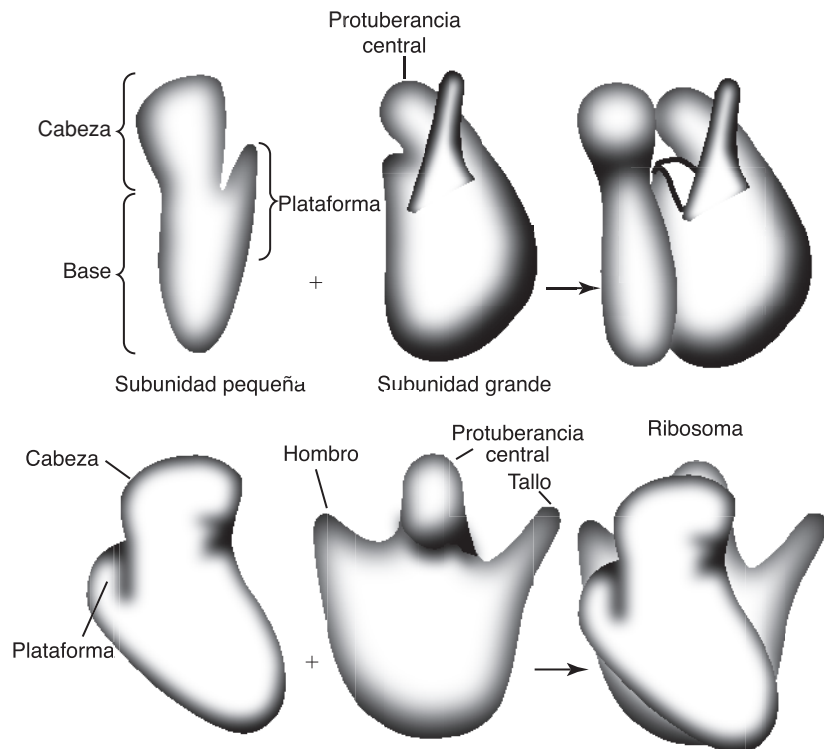 Protuberancia
central
Cabeza
Plataforma
Base
+
Subunidad pequeña
Subunidad grande
Ribosoma
Protuberancia
central
Hombro
Cabeza
Tallo
Plataforma
+